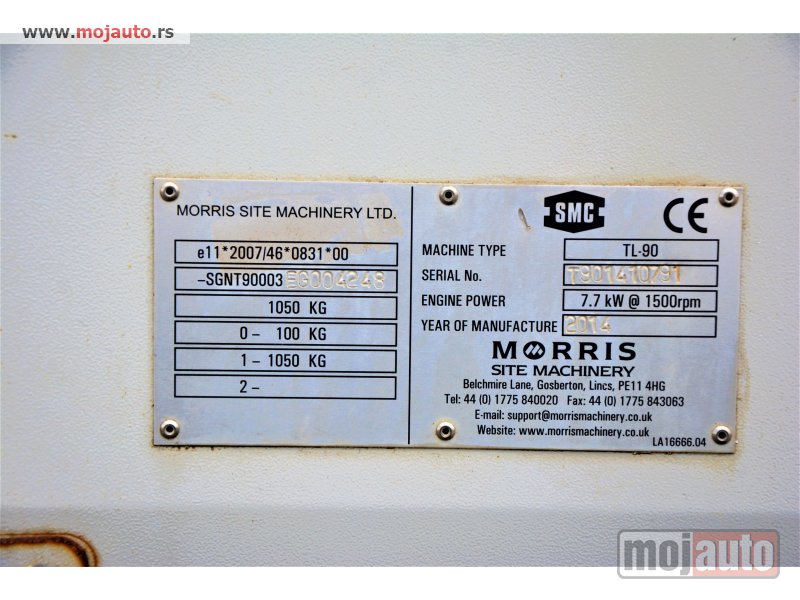 www.mojauto.rs
MORRIS SITE MACHINERY LTD.
e11*2007/46*0831*00
–SGNT90003EG004248
1050 KG
0 – 100 KG
1 – 1050 KG
2 –
SMC
CE
MACHINE TYPE TL-90
SERIAL No. T901410791
ENGINE POWER 7.7 kW @ 1500rpm
YEAR OF MANUFACTURE 2014
MORRIS
SITE MACHINERY
Belchmire Lane, Gosberton, Lincs, PE11 4HG
Tel: 44 (0) 1775 840020 Fax: 44 (0) 1775 843063
E-mail: support@morrismachinery.co.uk
Website: www.morrismachinery.co.uk
LA16666.04
mojauto